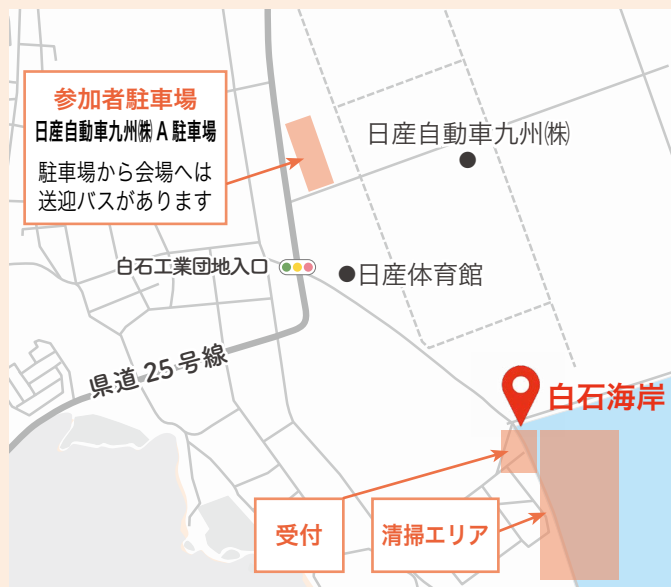 参加者駐車場
日産自動車九州㈱ A 駐車場
駐車場から会場へは
送迎バスがあります
日産自動車九州㈱
白石工業団地入口
日産体育館
県道 25 号線
白石海岸
受付
清掃エリア